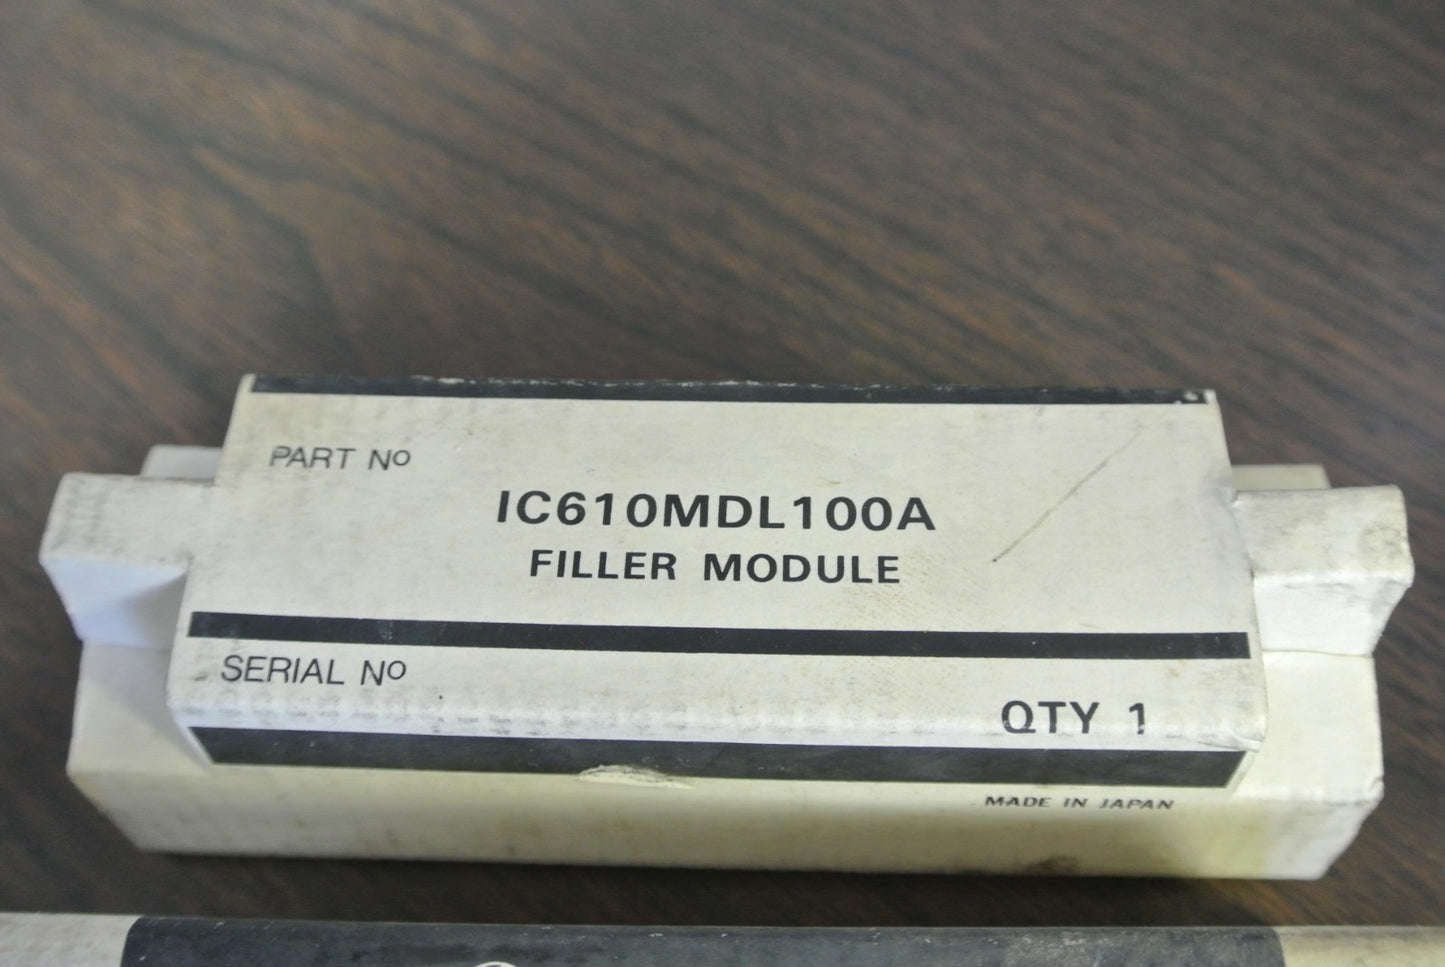 PART Nº
IC610MDL100A
FILLER MODULE
SERIAL Nº
QTY 1
MADE IN JAPAN